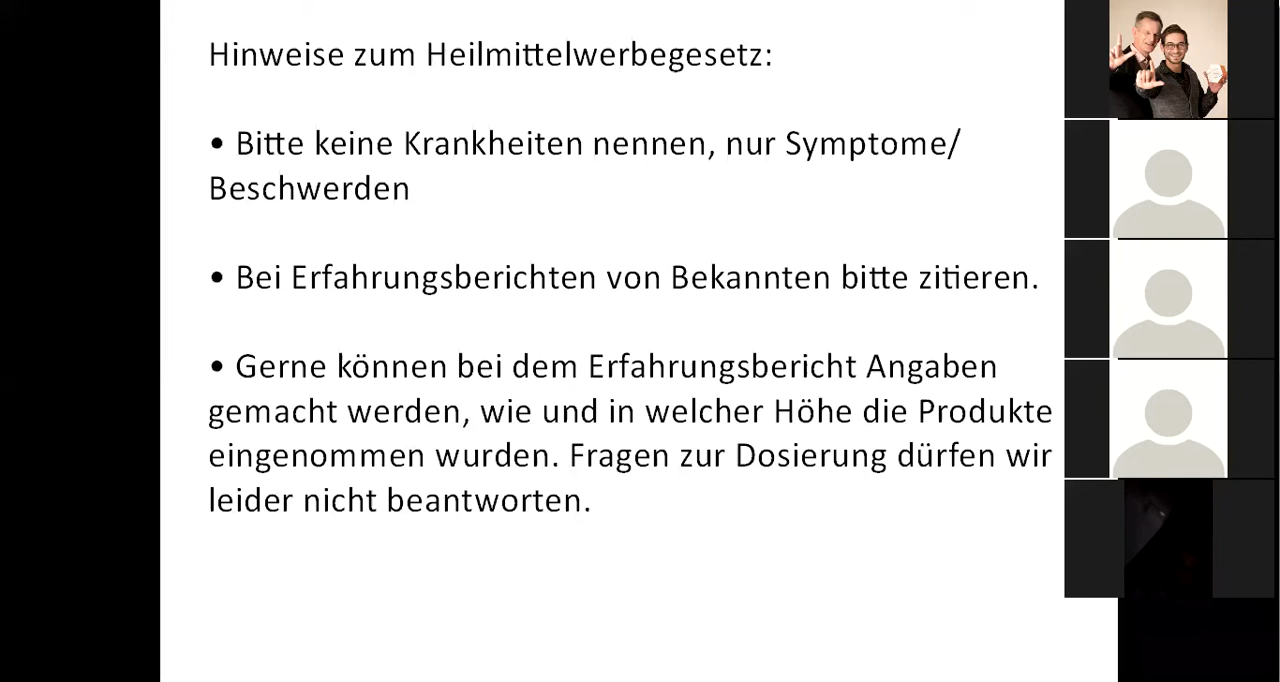 Hinweise zum Heilmittelwerbegesetz:
• Bitte keine Krankheiten nennen, nur Symptome/
Beschwerden
• Bei Erfahrungsberichten von Bekannten bitte zitieren.
• Gerne können bei dem Erfahrungsbericht Angaben
gemacht werden, wie und in welcher Höhe die Produkte
eingenommen wurden. Fragen zur Dosierung dürfen wir
leider nicht beantworten.